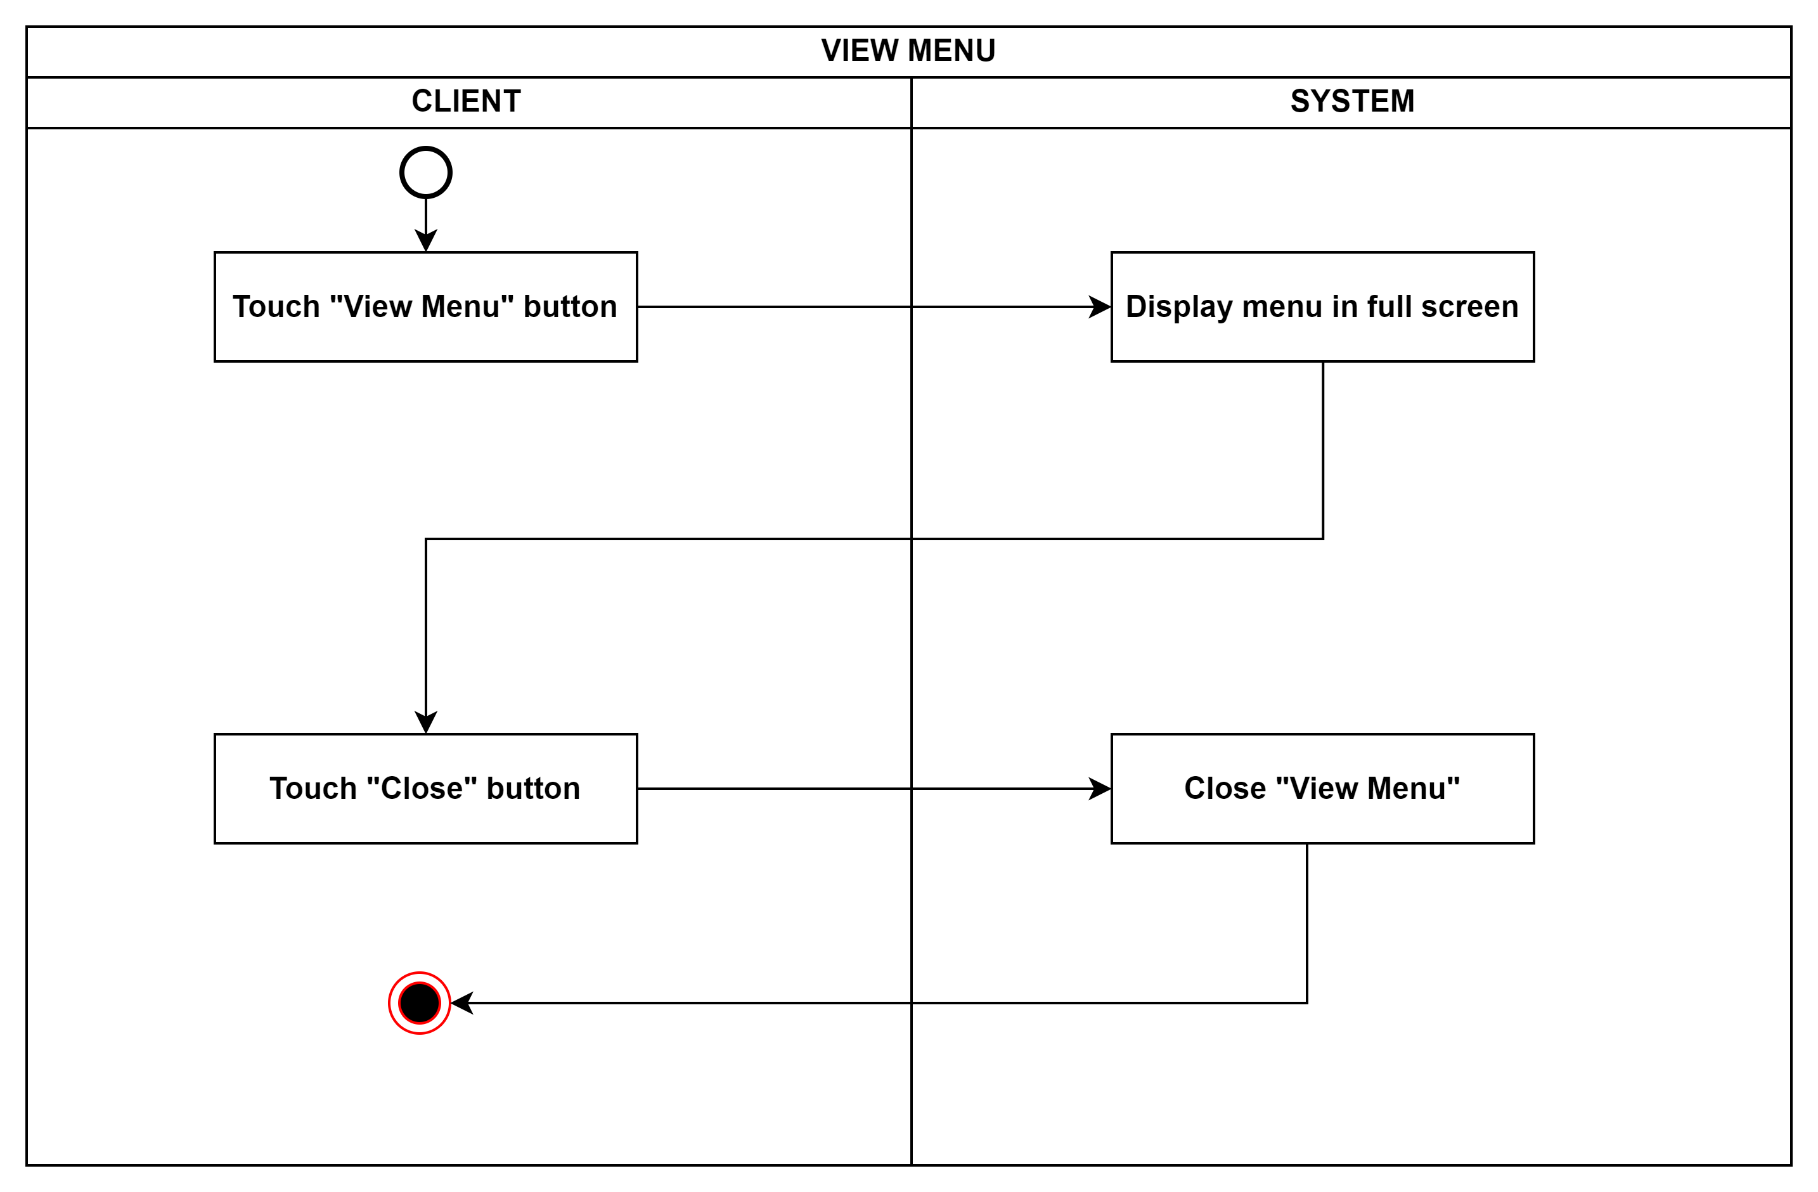 VIEW MENU
CLIENT
SYSTEM
Touch "View Menu" button
Display menu in full screen
Touch "Close" button
Close "View Menu"